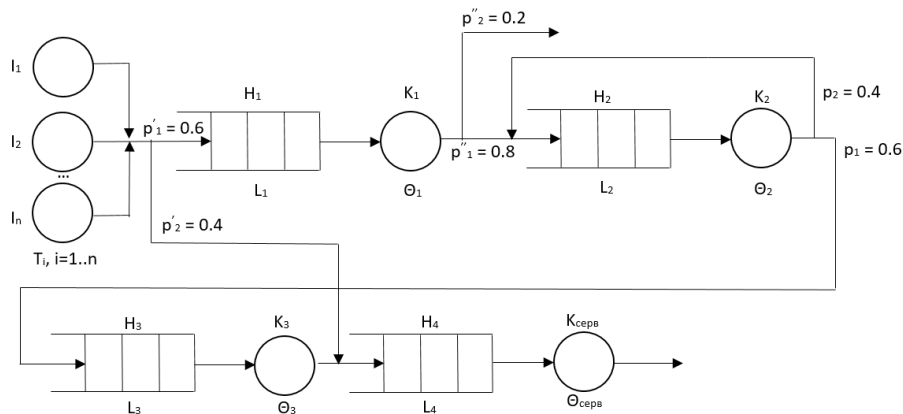 p″₂ = 0.2
I₁
H₁
K₁
H₂
K₂
p₂ = 0.4
I₂
p′₁ = 0.6
p″₁ = 0.8
p₁ = 0.6
...
L₁
Θ₁
L₂
Θ₂
Iₙ
p′₂ = 0.4
Tᵢ, i=1..n
H₃
K₃
H₄
Kсерв
L₃
Θ₃
L₄
Θсерв